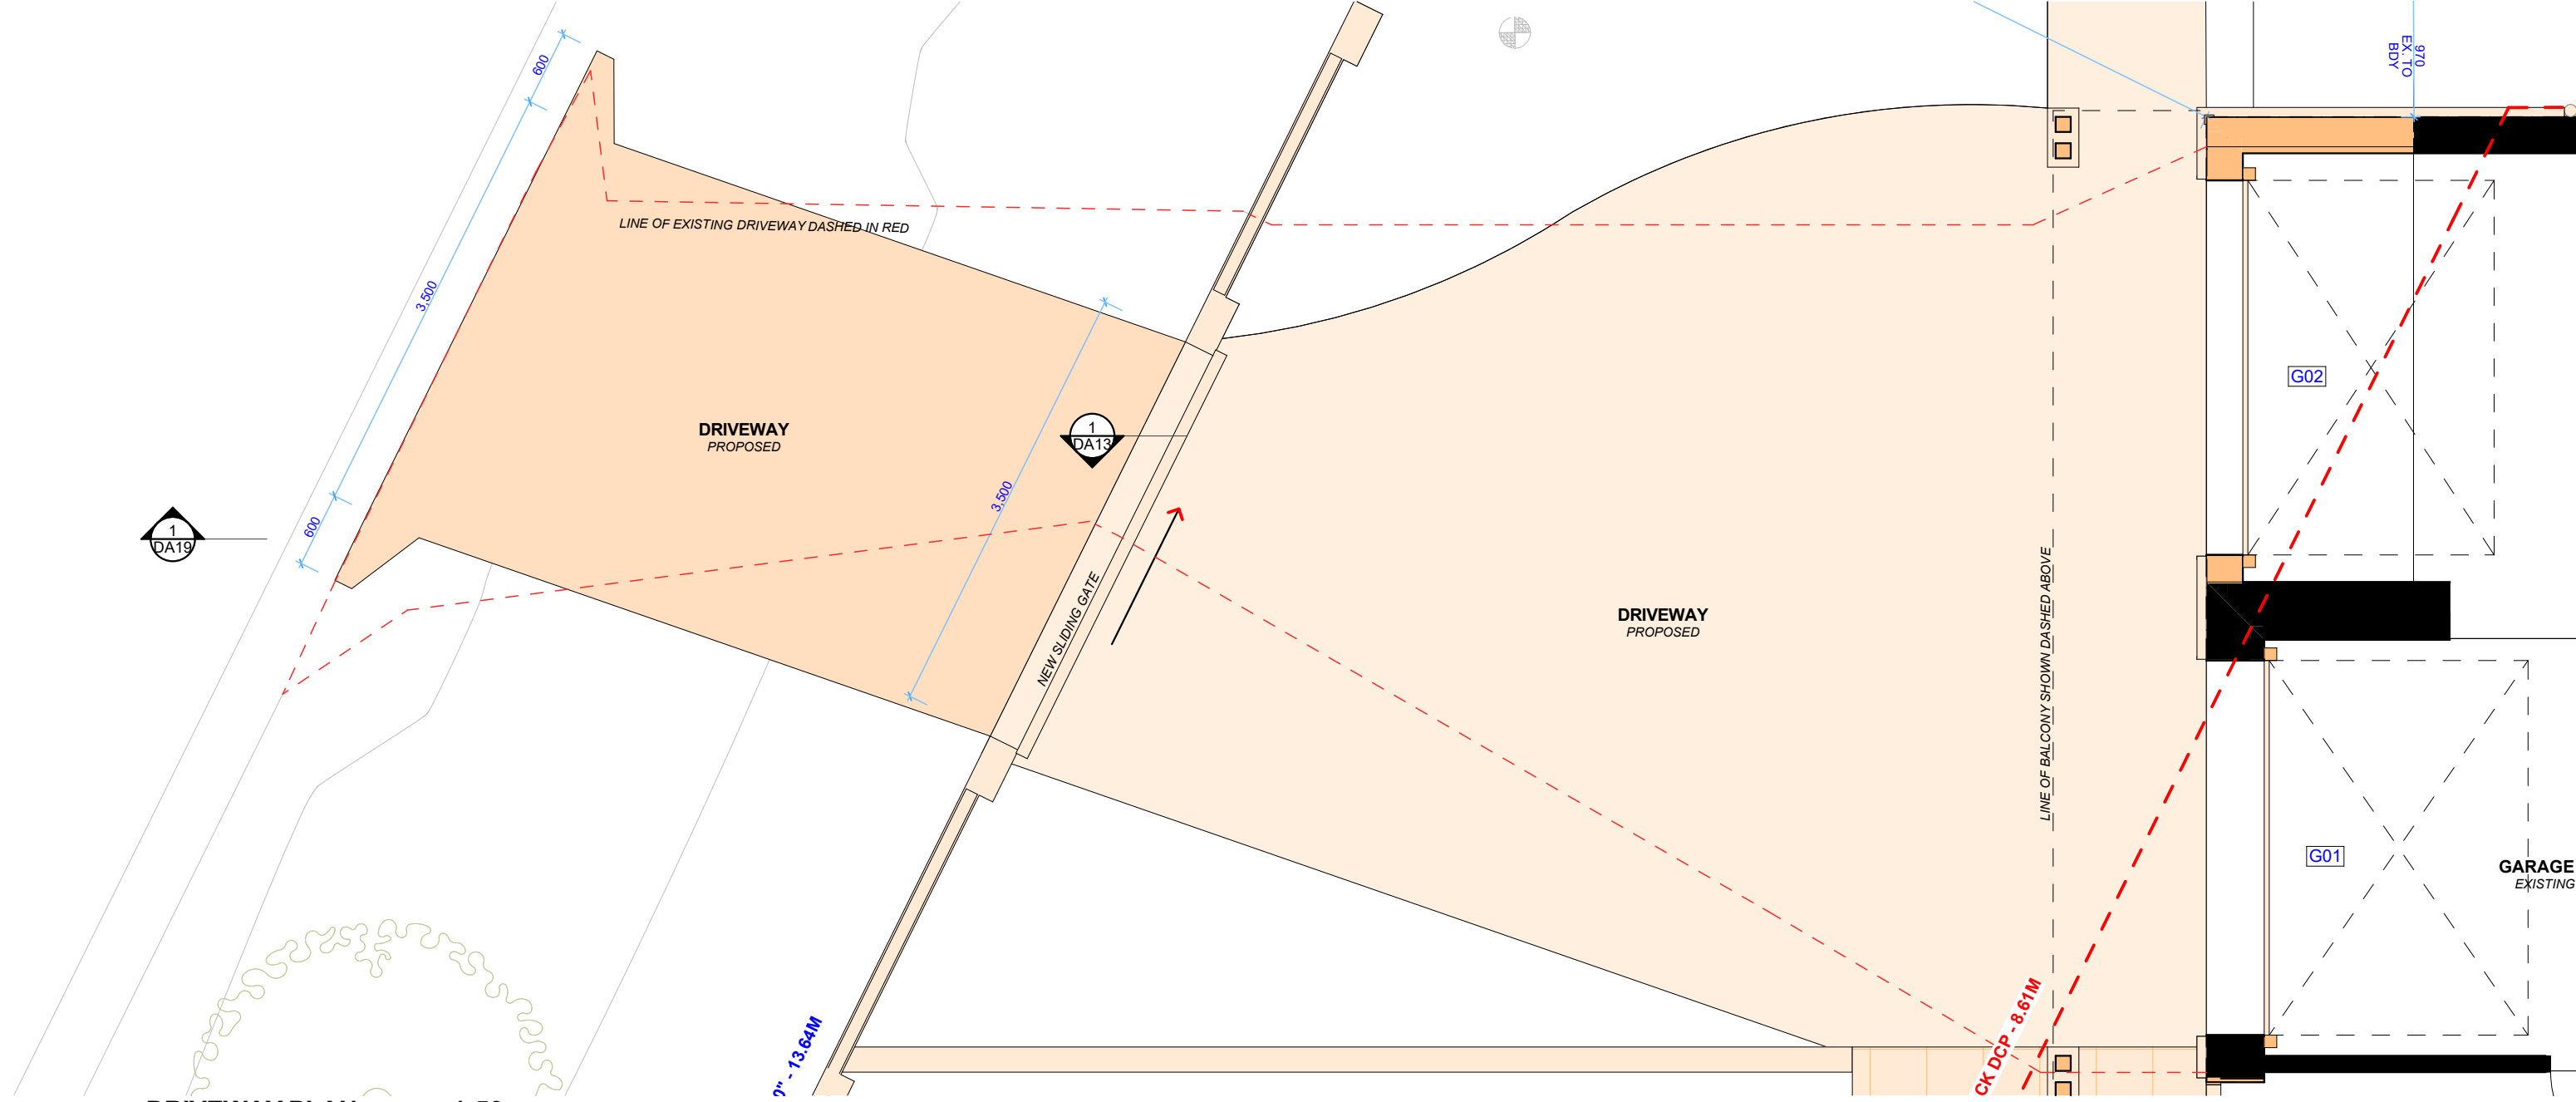 600
970
EX. TO
BDY
LINE OF EXISTING DRIVEWAY DASHED IN RED
3,500
G02
DRIVEWAY
PROPOSED
1
DA13
3,500
600
1
DA19
NEW SLIDING GATE
DRIVEWAY
PROPOSED
LINE OF BALCONY SHOWN DASHED ABOVE
G01
GARAGE
EXISTING
CK DCP - 8.61M
0" - 13.64M